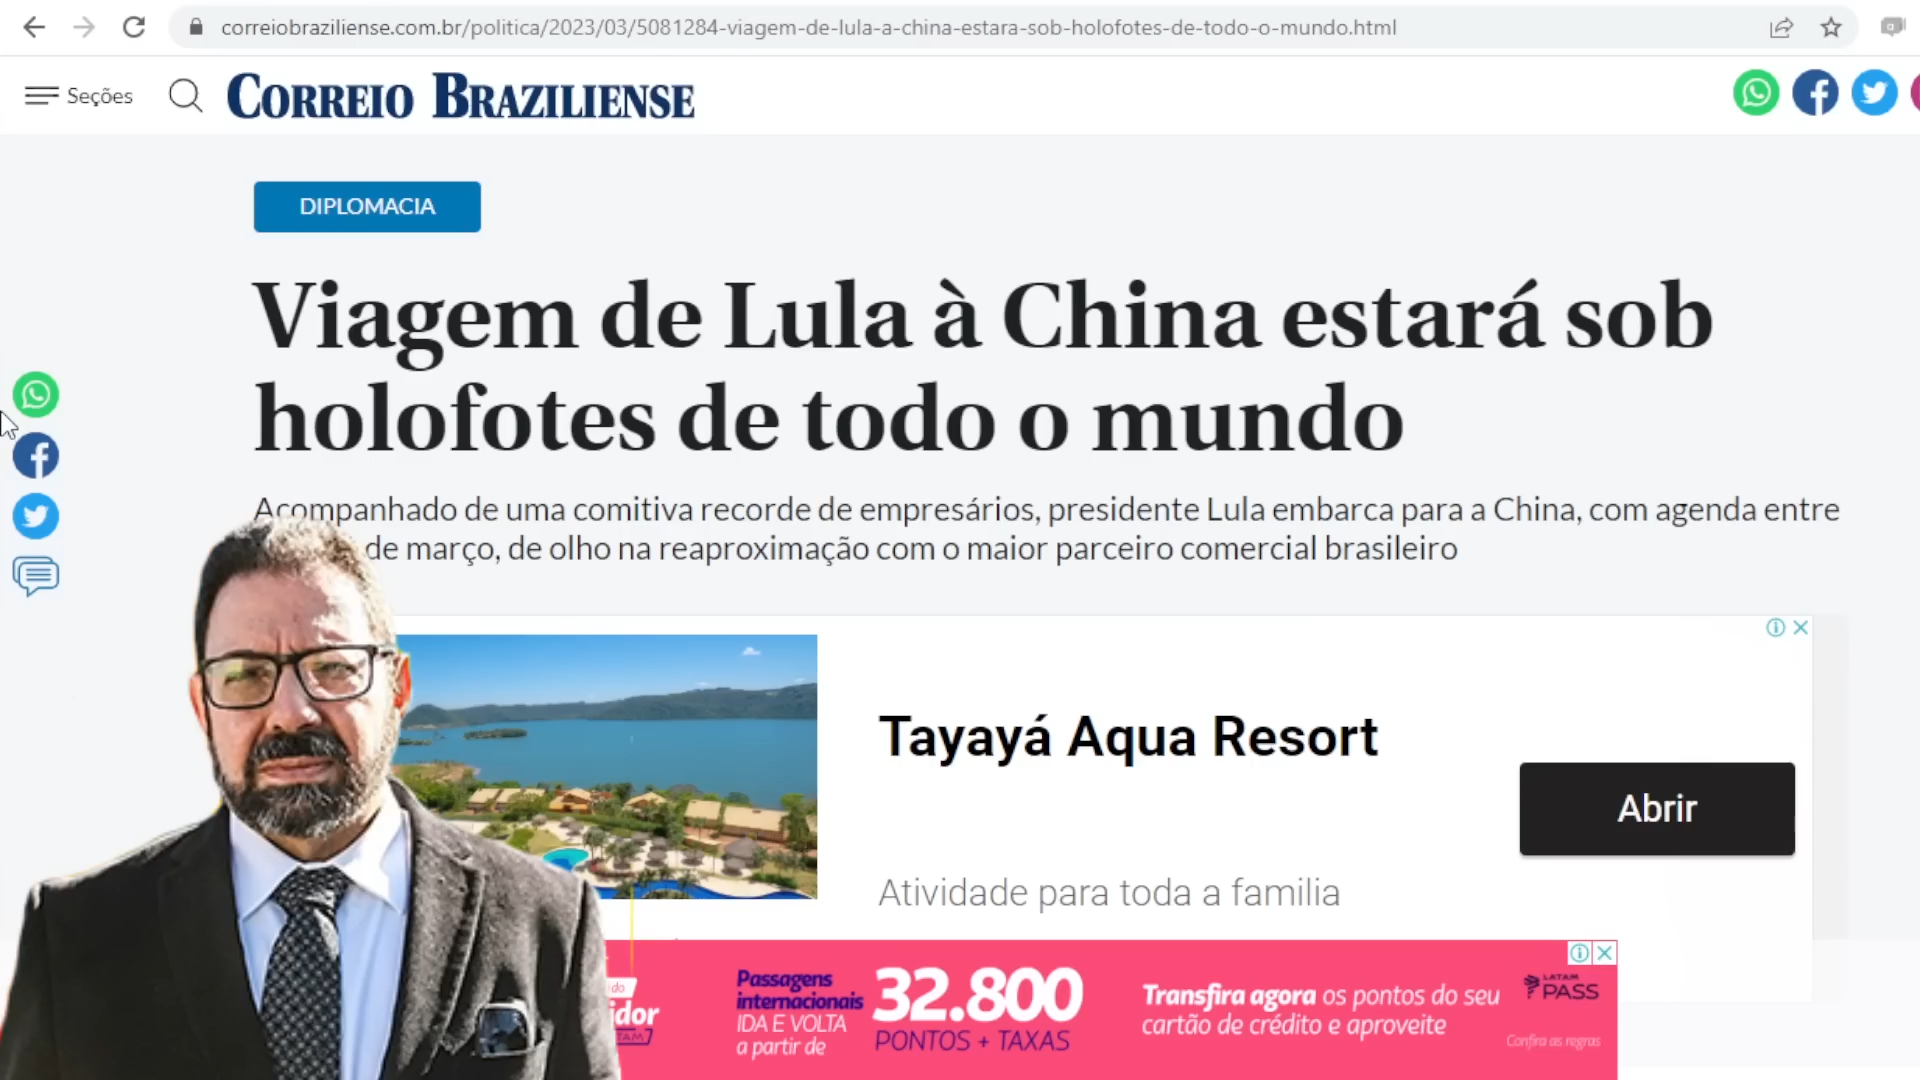 correiobraziliense.com.br/politica/2023/03/5081284-viagem-de-lula-a-china-estara-sob-holofotes-de-todo-o-mundo.html
Seções
CORREIO BRAZILIENSE
DIPLOMACIA
Viagem de Lula à China estará sob
holofotes de todo o mundo
Acompanhado de uma comitiva recorde de empresários, presidente Lula embarca para a China, com agenda entre
de março, de olho na reaproximação com o maior parceiro comercial brasileiro
Tayayá Aqua Resort
Abrir
Atividade para toda a familia
do
idor
TAM
Passagens
internacionais
IDA E VOLTA
a partir de
32.800
PONTOS + TAXAS
Transfira agora os pontos do seu
cartão de crédito e aproveite
LATAM
PASS
Confira as regras